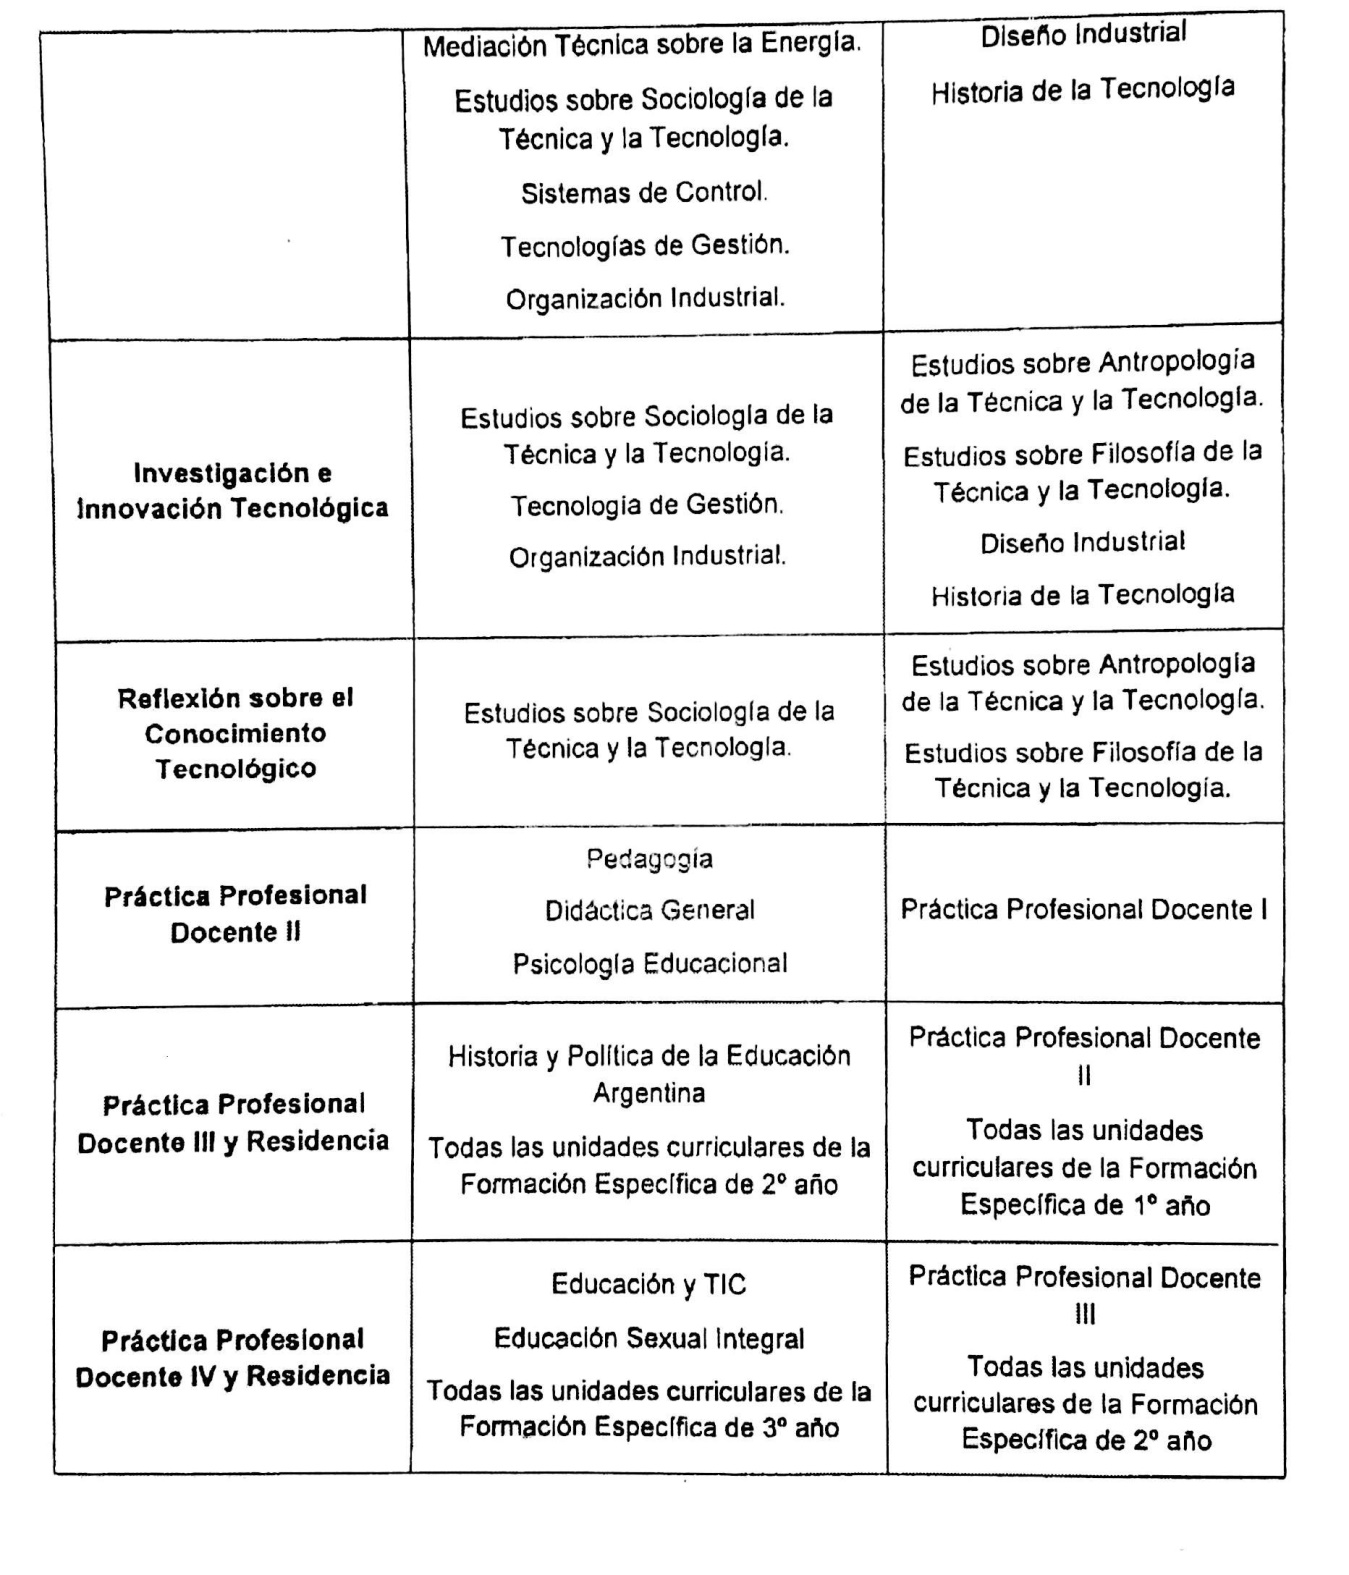 Mediación Técnica sobre la Energía.
Estudios sobre Sociología de la
Técnica y la Tecnología.
Sistemas de Control.
Tecnologías de Gestión.
Organización Industrial.
Diseño Industrial
Historia de la Tecnología
Investigación e
Innovación Tecnológica
Estudios sobre Sociología de la
Técnica y la Tecnología.
Tecnologia de Gestión.
Organización Industrial.
Estudios sobre Antropología
de la Técnica y la Tecnología.
Estudios sobre Filosofía de la
Técnica y la Tecnología.
Diseño Industrial
Historia de la Tecnología
Reflexión sobre el
Conocimiento
Tecnológico
Estudios sobre Sociología de la
Técnica y la Tecnología.
Estudios sobre Antropología
de la Técnica y la Tecnología.
Estudios sobre Filosofía de la
Técnica y la Tecnología.
Práctica Profesional
Docente II
Pedagogía
Didáctica General
Psicología Educacional
Práctica Profesional Docente I
Práctica Profesional
Docente III y Residencia
Historia y Política de la Educación
Argentina
Todas las unidades curriculares de la
Formación Específica de 2º año
Práctica Profesional Docente
II
Todas las unidades
curriculares de la Formación
Específica de 1º año
Práctica Profesional
Docente IV y Residencia
Educación y TIC
Educación Sexual Integral
Todas las unidades curriculares de la
Formación Específica de 3º año
Práctica Profesional Docente
III
Todas las unidades
curriculares de la Formación
Específica de 2º año